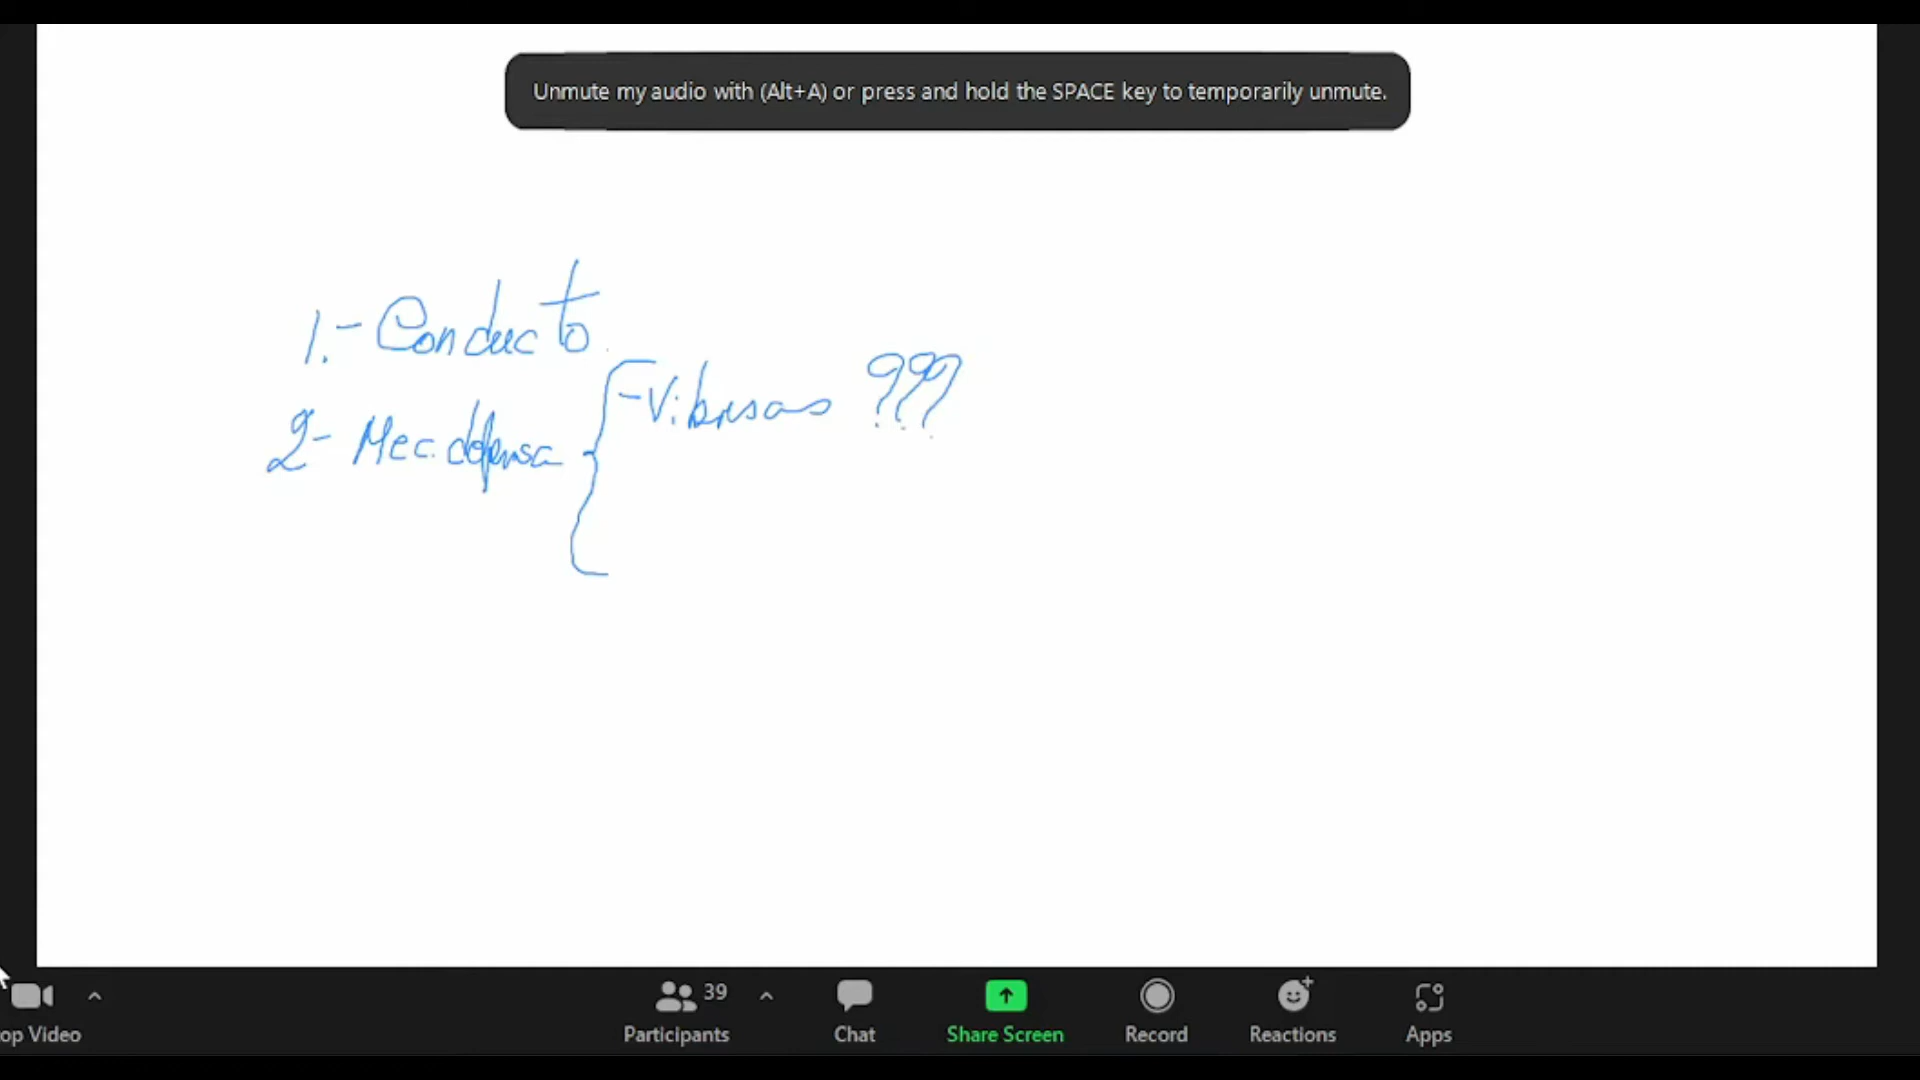 Unmute my audio with (Alt+A) or press and hold the SPACE key to temporarily unmute.
1.- Conducto
- Vibrisas ???
2- Mec. defensa
op Video
39
Participants
Chat
Share Screen
Record
Reactions
Apps